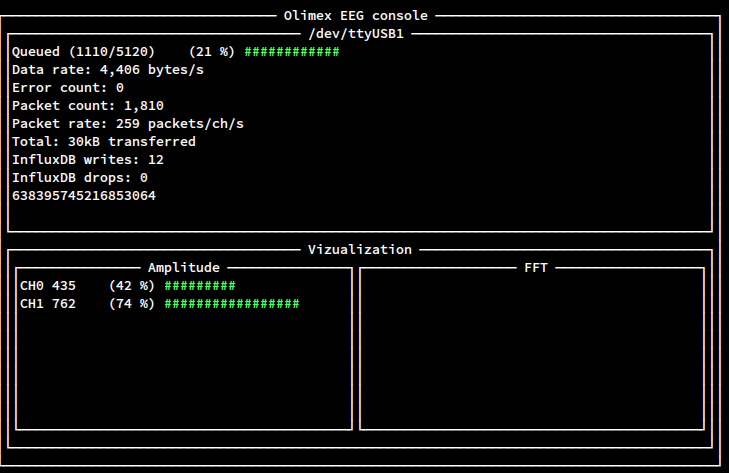 Olimex EEG console
/dev/ttyUSB1
Queued (1110/5120) (21 %) ############
Data rate: 4,406 bytes/s
Error count: 0
Packet count: 1,810
Packet rate: 259 packets/ch/s
Total: 30kB transferred
InfluxDB writes: 12
InfluxDB drops: 0
638395745216853064
Vizualization
Amplitude
CH0 435 (42 %) #########
CH1 762 (74 %) #################
FFT